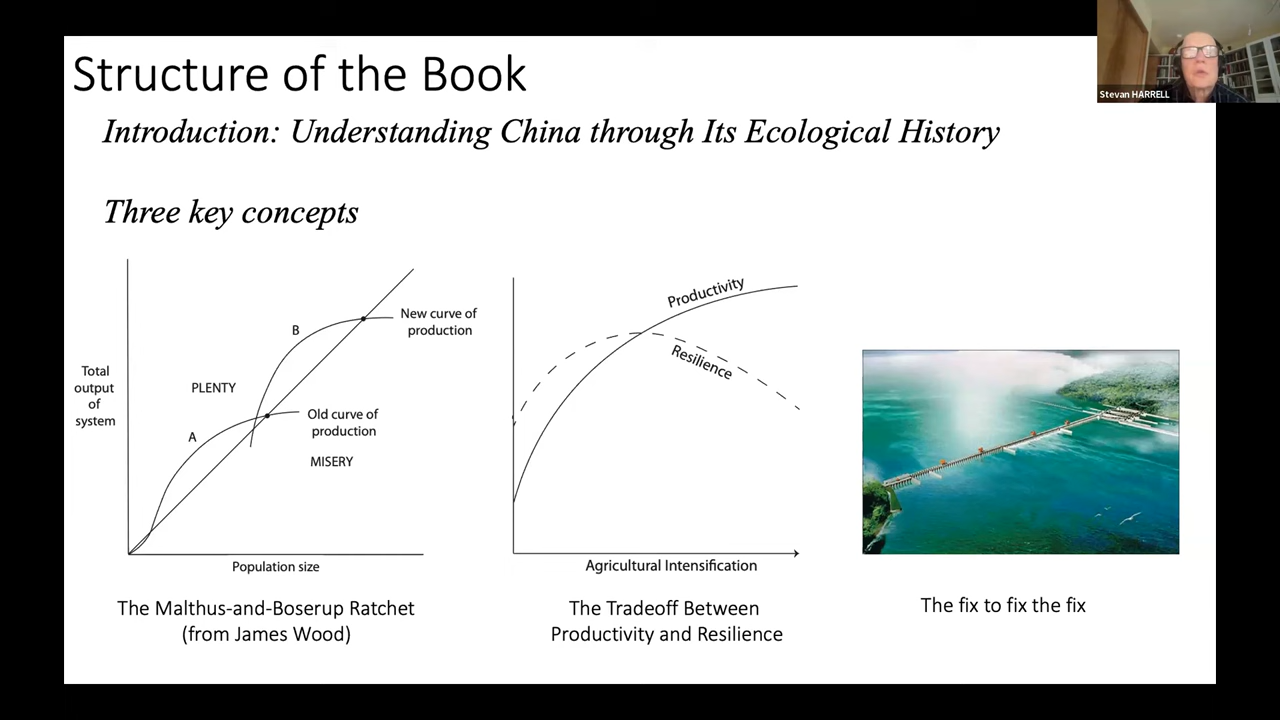 Structure of the Book
Stevan HARRELL
Introduction: Understanding China through Its Ecological History
Three key concepts
Total
output
of
system
PLENTY
MISERY
A
B
New curve of
production
Old curve of
production
Population size
The Malthus-and-Boserup Ratchet
(from James Wood)
Productivity
Resilience
Agricultural Intensification
The Tradeoff Between
Productivity and Resilience
The fix to fix the fix